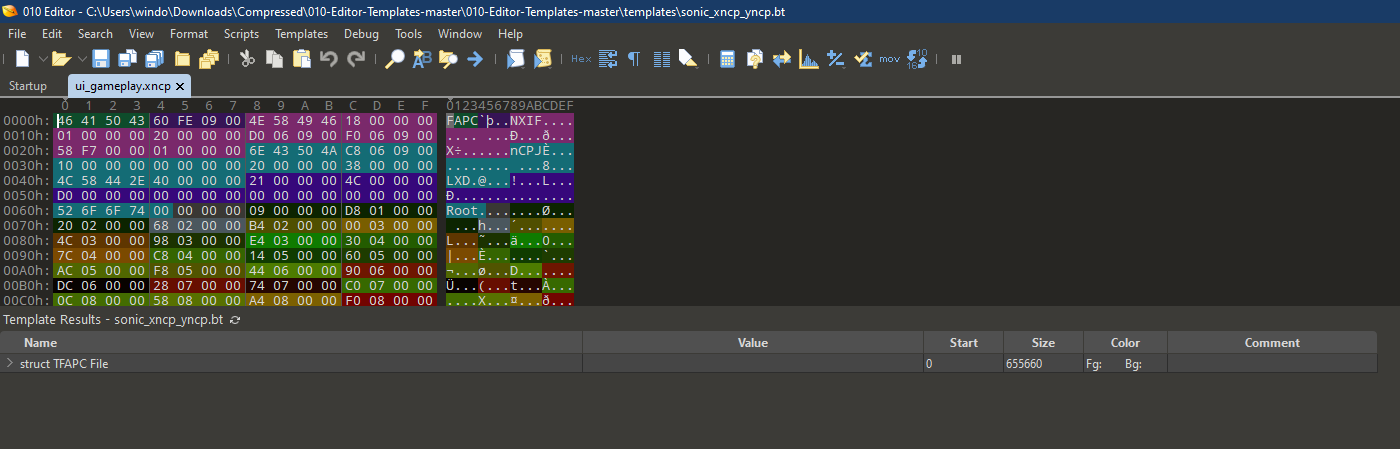 010 Editor - C:\Users\windo\Downloads\Compressed\010-Editor-Templates-master\010-Editor-Templates-master\templates\sonic_xncp_yncp.bt
File Edit Search View Format Scripts Templates Debug Tools Window Help
Hex mov
Startup ui_gameplay.xncp
0 1 2 3 4 5 6 7 8 9 A B C D E F 0123456789ABCDEF
0000h: 46 41 50 43 60 FE 09 00 4E 58 49 46 18 00 00 00 FAPC`þ..NXIF....
0010h: 01 00 00 00 20 00 00 00 D0 06 09 00 F0 06 09 00 .... ...Ð...ð...
0020h: 58 F7 00 00 01 00 00 00 6E 43 50 4A C8 06 09 00 X÷......nCPJÈ...
0030h: 10 00 00 00 00 00 00 00 20 00 00 00 38 00 00 00 ........ ...8...
0040h: 4C 58 44 2E 40 00 00 00 21 00 00 00 4C 00 00 00 LXD.@...!...L...
0050h: D0 00 00 00 00 00 00 00 00 00 00 00 00 00 00 00 Ð...............
0060h: 52 6F 6F 74 00 00 00 00 09 00 00 00 D8 01 00 00 Root........Ø...
0070h: 20 02 00 00 68 02 00 00 B4 02 00 00 00 03 00 00  ...h...´.......
0080h: 4C 03 00 00 98 03 00 00 E4 03 00 00 30 04 00 00 L...˜...ä...0...
0090h: 7C 04 00 00 C8 04 00 00 14 05 00 00 60 05 00 00 |...È.......`...
00A0h: AC 05 00 00 F8 05 00 00 44 06 00 00 90 06 00 00 ¬...ø...D.......
00B0h: DC 06 00 00 28 07 00 00 74 07 00 00 C0 07 00 00 Ü...(...t...À...
00C0h: 0C 08 00 00 58 08 00 00 A4 08 00 00 F0 08 00 00 ....X...¤...ð...
Template Results - sonic_xncp_yncp.bt
Name Value Start Size Color Comment
struct TFAPC File 0 655660 Fg: Bg: